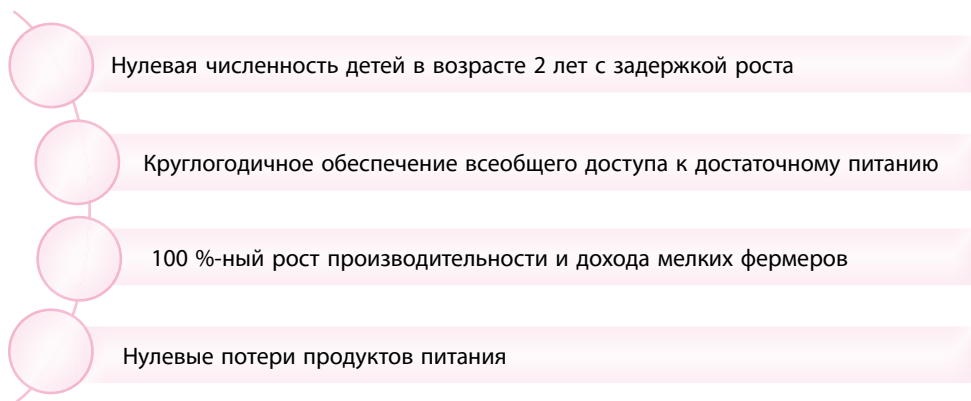 Нулевая численность детей в возрасте 2 лет с задержкой роста
Круглогодичное обеспечение всеобщего доступа к достаточному питанию
100 %-ный рост производительности и дохода мелких фермеров
Нулевые потери продуктов питания